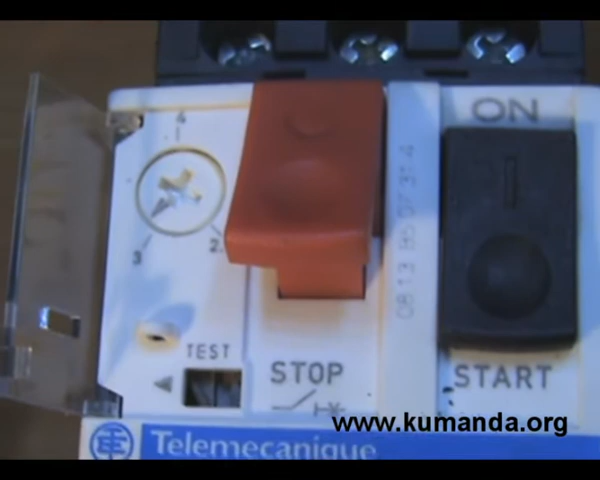 ON
4
3
2.
TEST
STOP
START
www.kumanda.org
Telemecanique